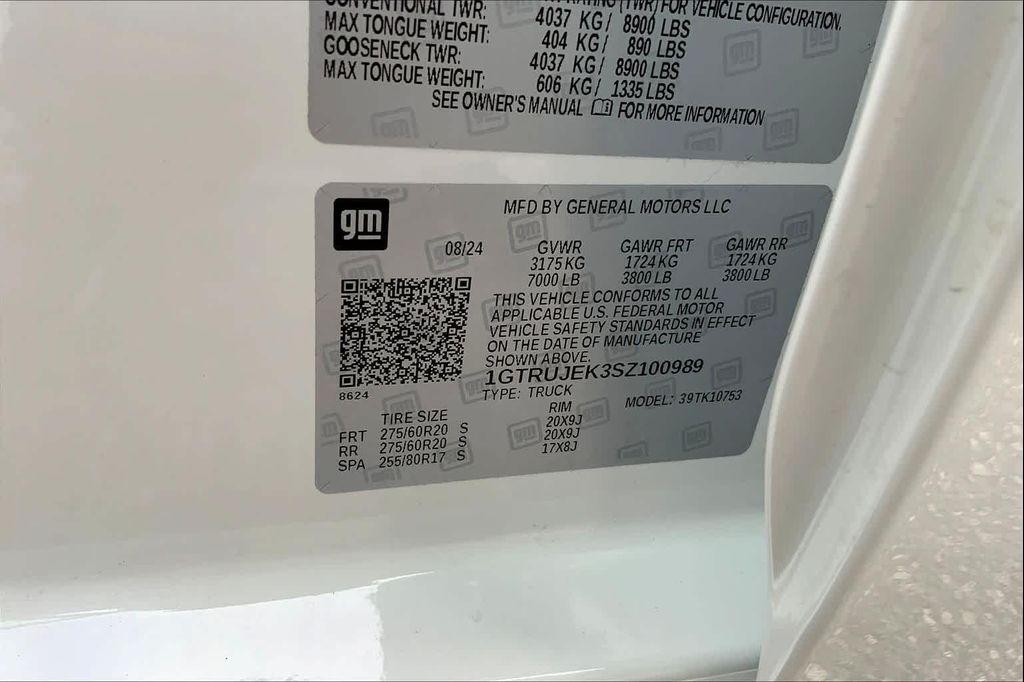 CONVENTIONAL TWR: 4037 KG/ 8900 LBS
RATING (TWR) FOR VEHICLE CONFIGURATION.
MAX TONGUE WEIGHT: 404 KG/ 890 LBS
GOOSENECK TWR: 4037 KG/ 8900 LBS
MAX TONGUE WEIGHT: 606 KG/ 1335 LBS
SEE OWNER'S MANUAL FOR MORE INFORMATION
gm
MFD BY GENERAL MOTORS LLC
08/24 GVWR GAWR FRT GAWR RR
3175 KG 1724 KG 1724 KG
7000 LB 3800 LB 3800 LB
THIS VEHICLE CONFORMS TO ALL
APPLICABLE U.S. FEDERAL MOTOR
VEHICLE SAFETY STANDARDS IN EFFECT
ON THE DATE OF MANUFACTURE
SHOWN ABOVE.
1GTRUJEK3SZ100989
8624
TYPE: TRUCK MODEL: 39TK10753
TIRE SIZE RIM
FRT 275/60R20 S 20X9J
RR 275/60R20 S 20X9J
SPA 255/80R17 S 17X8J